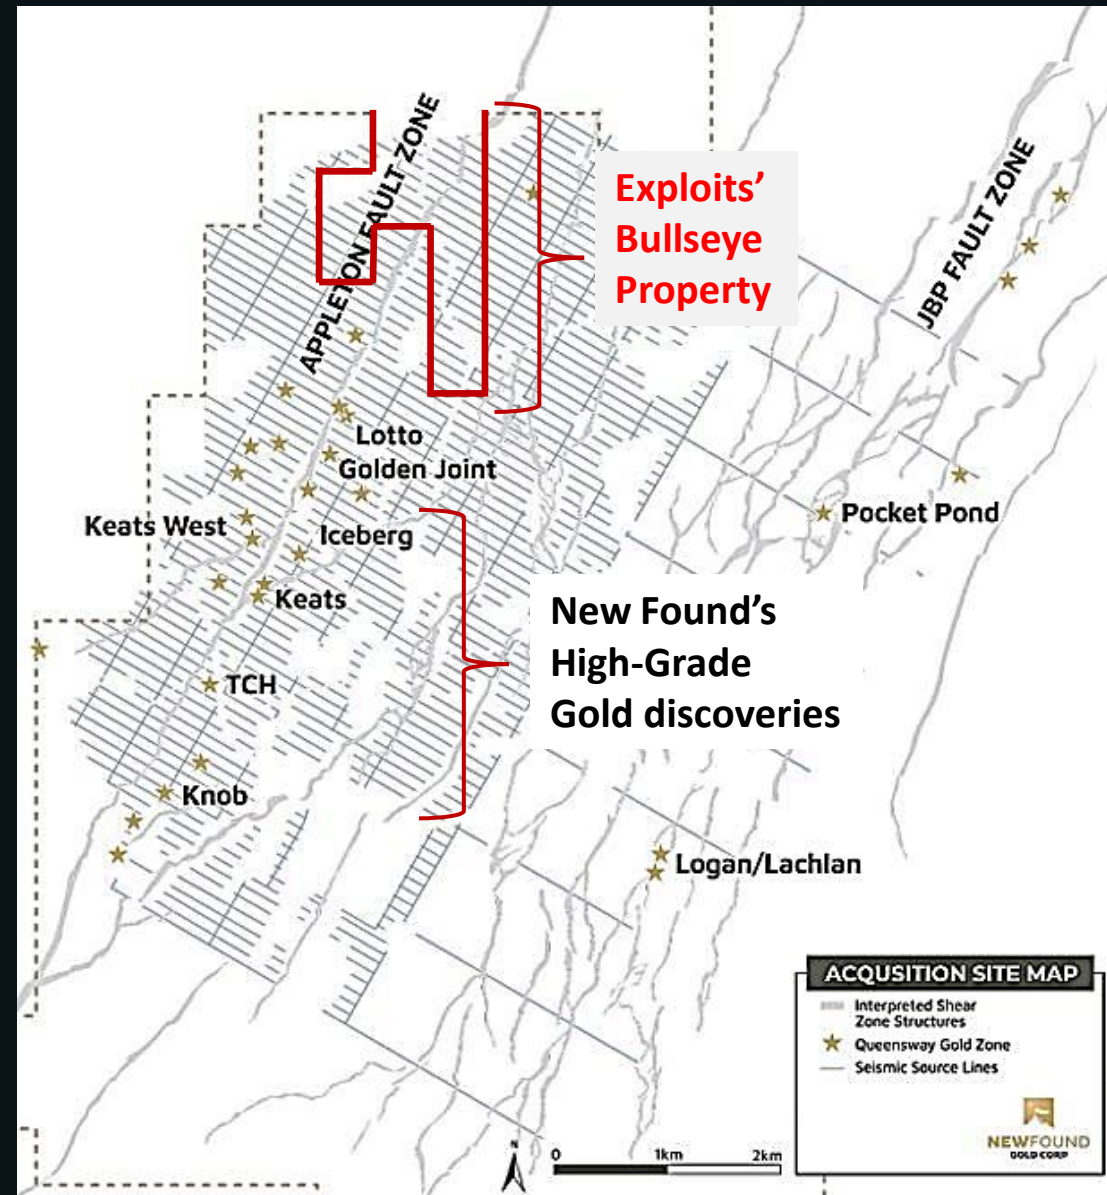 APPLETON FAULT ZONE
JBP FAULT ZONE
Exploits’
Bullseye
Property
Lotto
Golden Joint
Keats West
Iceberg
Pocket Pond
Keats
New Found’s
High-Grade
Gold discoveries
TCH
Knob
Logan/Lachlan
ACQUSITION SITE MAP
Interpreted Shear
Zone Structures
Queensway Gold Zone
Seismic Source Lines
NEWFOUND
GOLD CORP
N
0 1km 2km